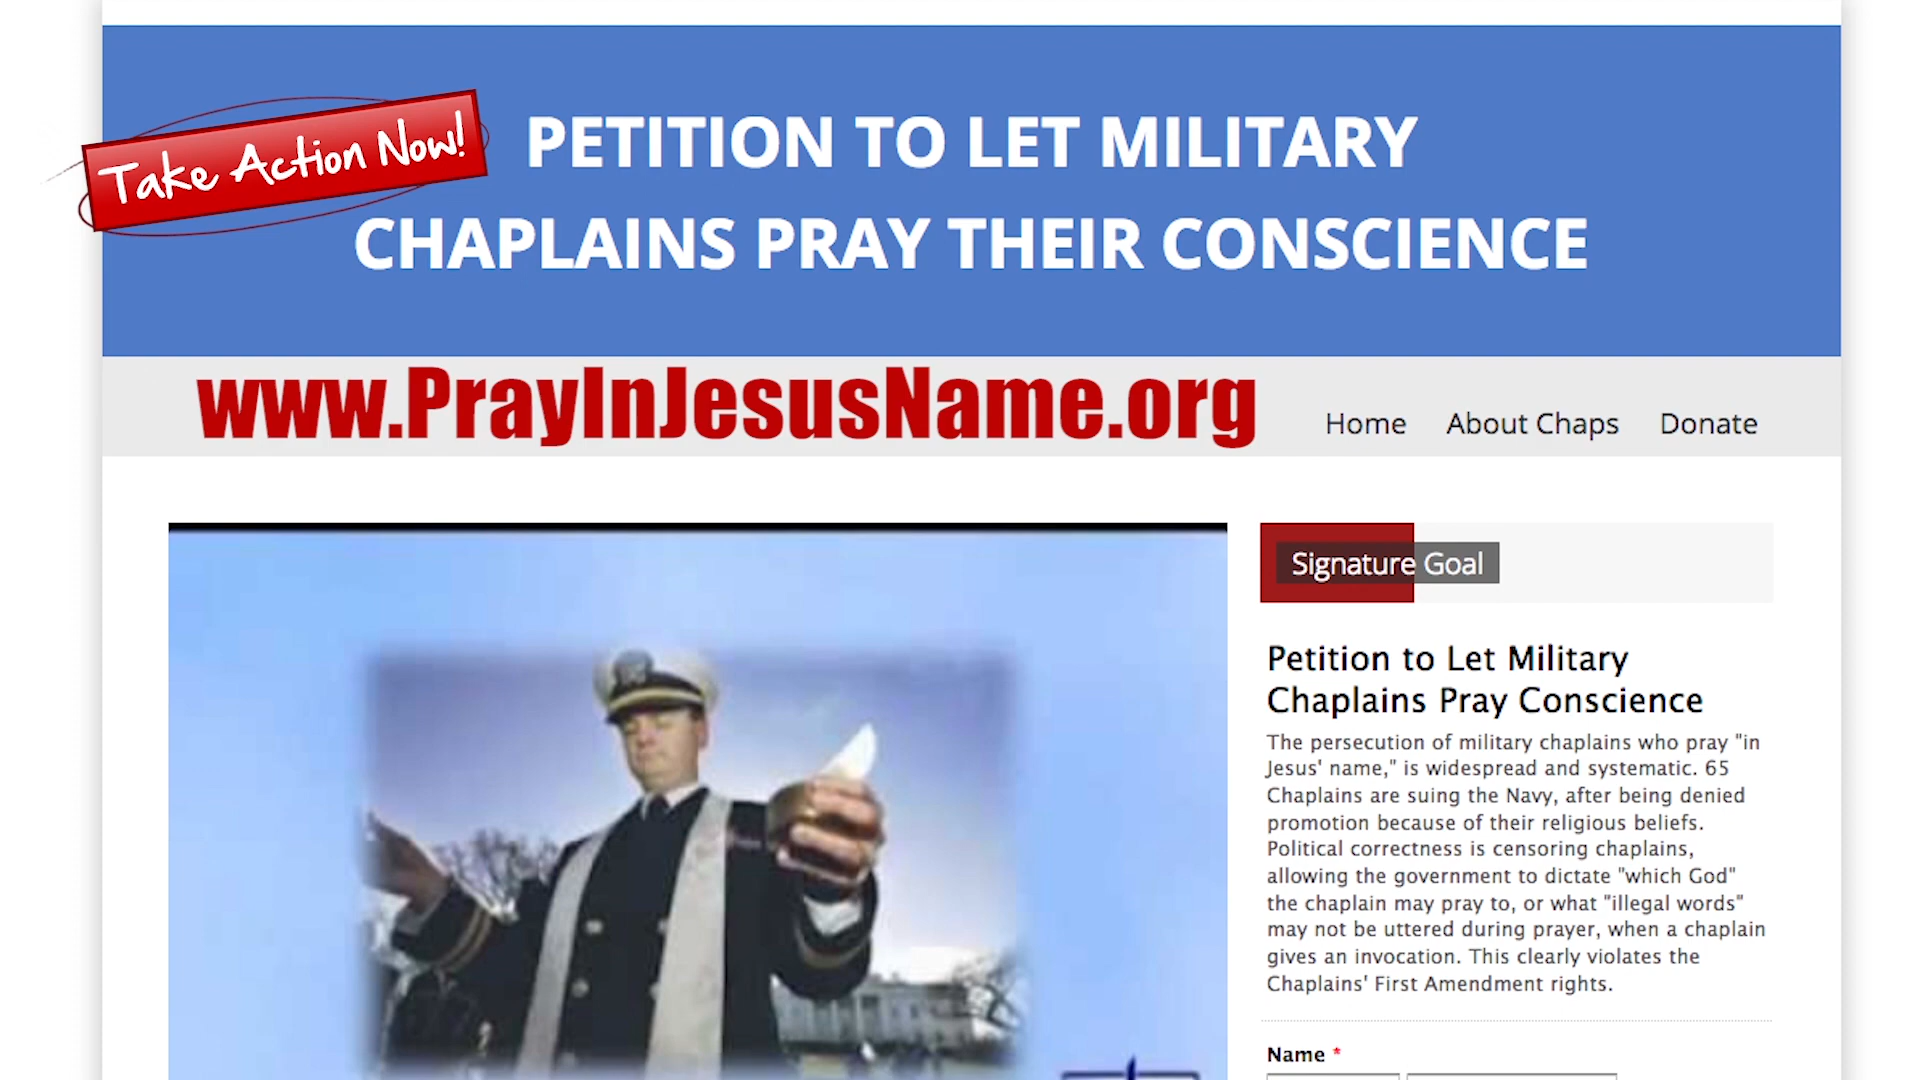 Take Action Now!
PETITION TO LET MILITARY
CHAPLAINS PRAY THEIR CONSCIENCE
www.PrayInJesusName.org
Home About Chaps Donate
Signature Goal
Petition to Let Military
Chaplains Pray Conscience
The persecution of military chaplains who pray "in
Jesus' name," is widespread and systematic. 65
Chaplains are suing the Navy, after being denied
promotion because of their religious beliefs.
Political correctness is censoring chaplains,
allowing the government to dictate "which God"
the chaplain may pray to, or what "illegal words"
may not be uttered during prayer, when a chaplain
gives an invocation. This clearly violates the
Chaplains' First Amendment rights.
Name *